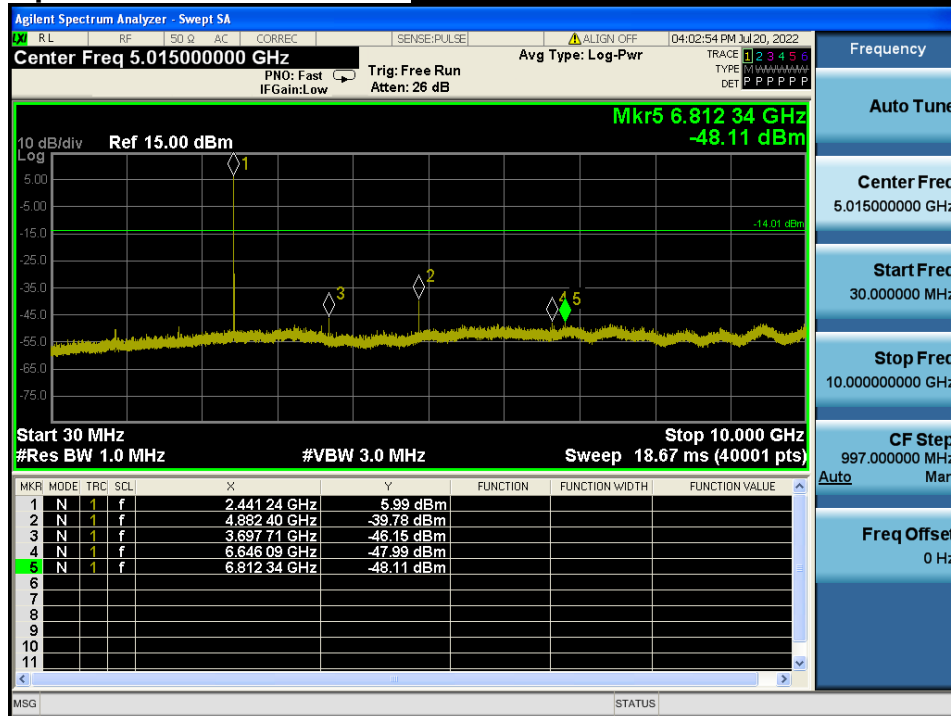 Agilent Spectrum Analyzer - Swept SA
LXI RL RF 50 Ω AC CORREC SENSE:PULSE ALIGN OFF 04:02:54 PM Jul 20, 2022
Center Freq 5.015000000 GHz
PNO: Fast
IFGain:Low
Trig: Free Run
Atten: 26 dB
Avg Type: Log-Pwr
TRACE 1 2 3 4 5 6
TYPE M
DET P P P P P P
Mkr5 6.812 34 GHz
-48.11 dBm
10 dB/div Ref 15.00 dBm
Log
5.00
-5.00
-15.0
-25.0
-35.0
-45.0
-55.0
-65.0
-75.0
1
-14.01 dBm
2
3
4 5
Start 30 MHz Stop 10.000 GHz
#Res BW 1.0 MHz #VBW 3.0 MHz Sweep 18.67 ms (40001 pts)
MKR MODE TRC SCL X Y FUNCTION FUNCTION WIDTH FUNCTION VALUE
1 N 1 f 2.441 24 GHz 5.99 dBm
2 N 1 f 4.882 40 GHz -39.78 dBm
3 N 1 f 3.697 71 GHz -46.15 dBm
4 N 1 f 6.646 09 GHz -47.99 dBm
5 N 1 f 6.812 34 GHz -48.11 dBm
6
7
8
9
10
11
MSG STATUS
Frequency
Auto Tune
Center Freq
5.015000000 GHz
Start Freq
30.000000 MHz
Stop Freq
10.000000000 GHz
CF Step
997.000000 MHz
Auto Man
Freq Offset
0 Hz